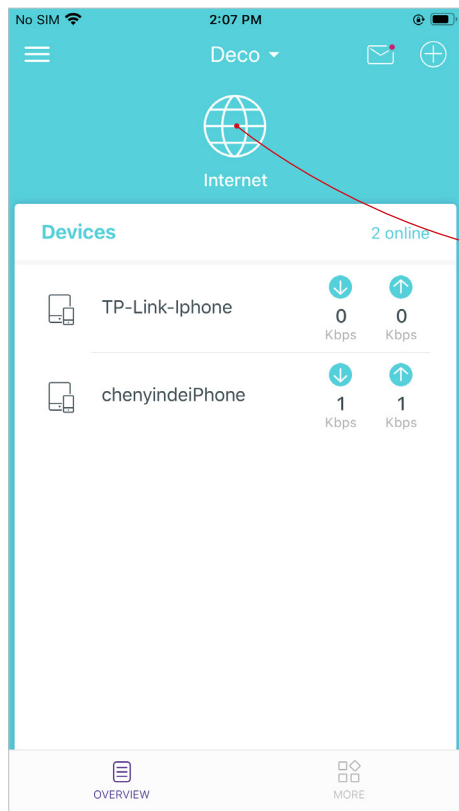 No SIM 2:07 PM
Deco
Internet
Devices 2 online
TP-Link-Iphone
0 0
Kbps Kbps
chenyindeiPhone
1 1
Kbps Kbps
OVERVIEW MORE